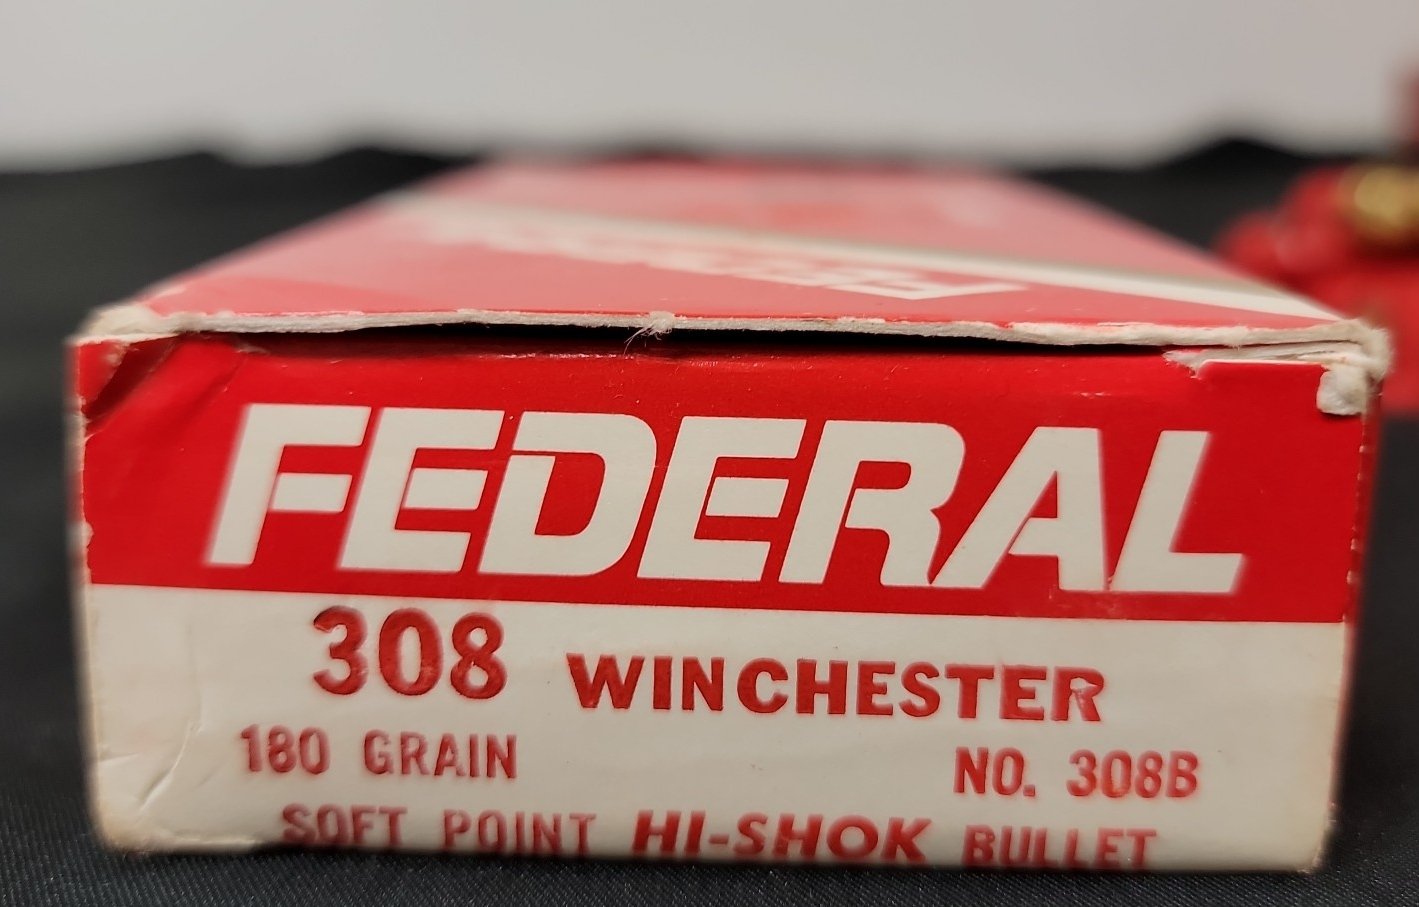 FEDERAL
308 WINCHESTER
180 GRAIN NO. 308B
SOFT POINT HI-SHOK BULLET